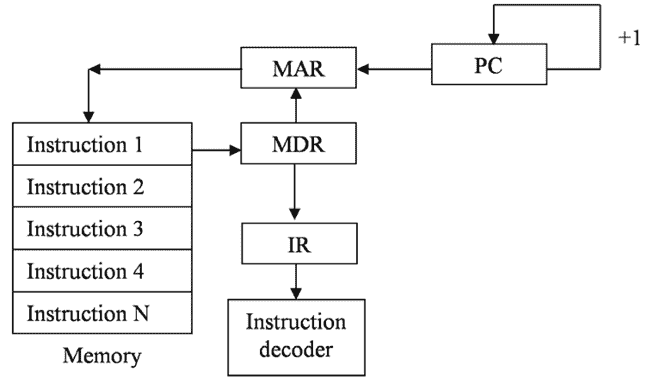 +1
MAR
PC
Instruction 1
MDR
Instruction 2
Instruction 3
IR
Instruction 4
Instruction N
Instruction
decoder
Memory